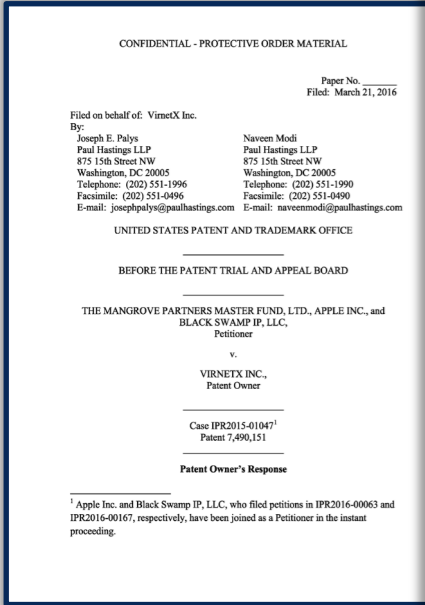 CONFIDENTIAL - PROTECTIVE ORDER MATERIAL
Paper No. _______
Filed: March 21, 2016
Filed on behalf of: VirnetX Inc.
By:
Joseph E. Palys
Paul Hastings LLP
875 15th Street NW
Washington, DC 20005
Telephone: (202) 551-1996
Facsimile: (202) 551-0496
E-mail: josephpalys@paulhastings.com
Naveen Modi
Paul Hastings LLP
875 15th Street NW
Washington, DC 20005
Telephone: (202) 551-1990
Facsimile: (202) 551-0490
E-mail: naveenmodi@paulhastings.com
UNITED STATES PATENT AND TRADEMARK OFFICE
BEFORE THE PATENT TRIAL AND APPEAL BOARD
THE MANGROVE PARTNERS MASTER FUND, LTD., APPLE INC., and
BLACK SWAMP IP, LLC,
Petitioner
v.
VIRNETX INC.,
Patent Owner
Case IPR2015-01047¹
Patent 7,490,151
Patent Owner's Response
¹ Apple Inc. and Black Swamp IP, LLC, who filed petitions in IPR2016-00063 and
IPR2016-00167, respectively, have been joined as a Petitioner in the instant
proceeding.